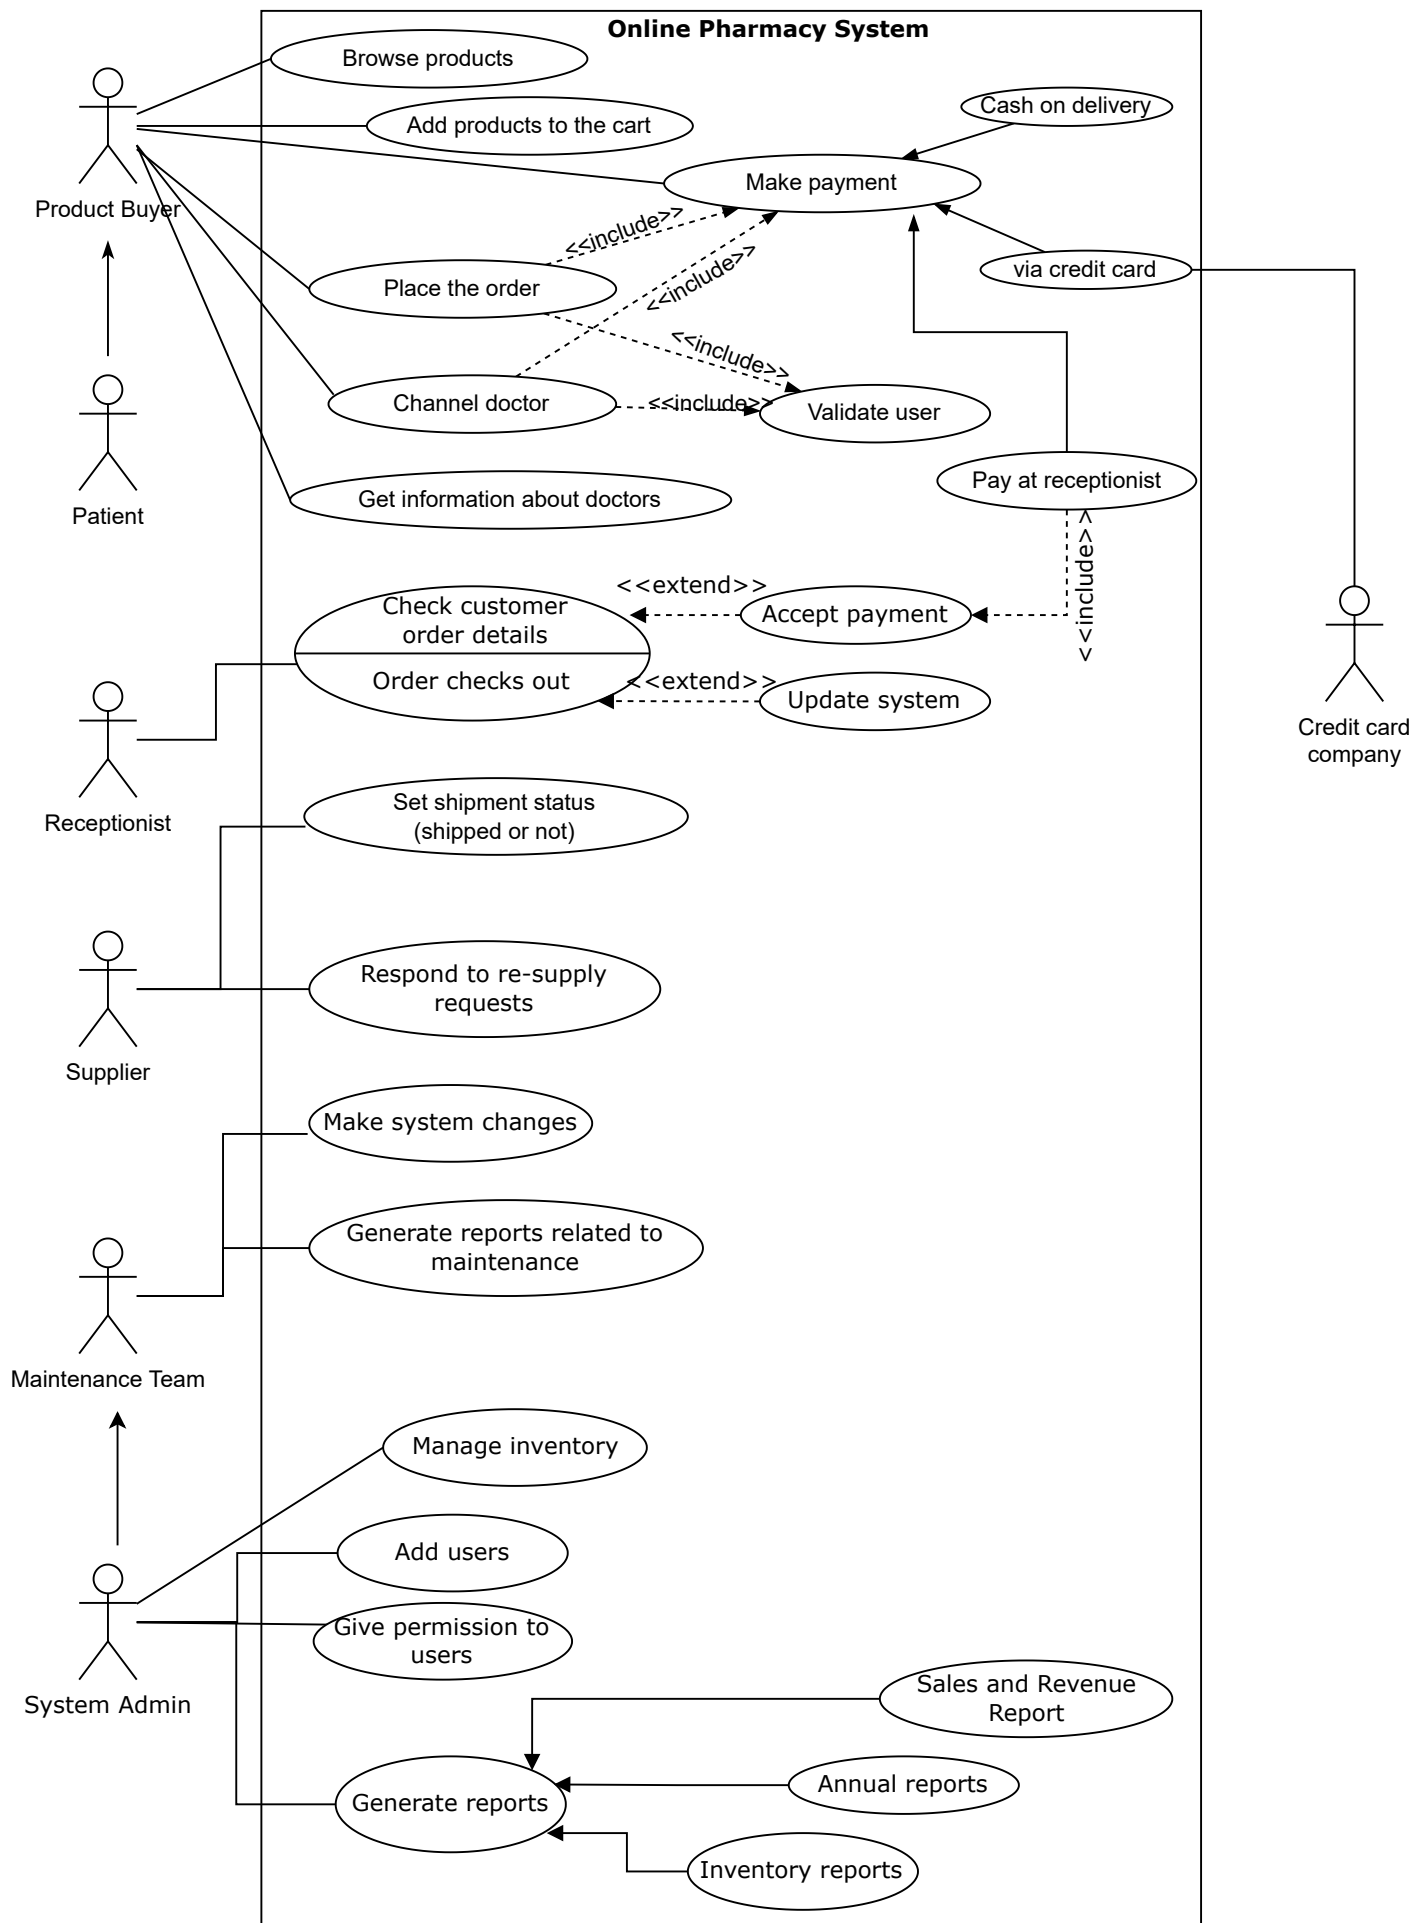 Online Pharmacy System
Browse products
Cash on delivery
Add products to the cart
Make payment
Product Buyer
<<include>>
<<include>>
via credit card
Place the order
<<include>>
Channel doctor
<<include>>
Validate user
Pay at receptionist
Get information about doctors
Patient
<<include>>
<<extend>>
Check customer
order details
Accept payment
Order checks out
<<extend>>
Update system
Credit card
company
Receptionist
Set shipment status
(shipped or not)
Respond to re-supply
requests
Supplier
Make system changes
Generate reports related to
maintenance
Maintenance Team
Manage inventory
Add users
Give permission to
users
System Admin
Sales and Revenue
Report
Annual reports
Generate reports
Inventory reports